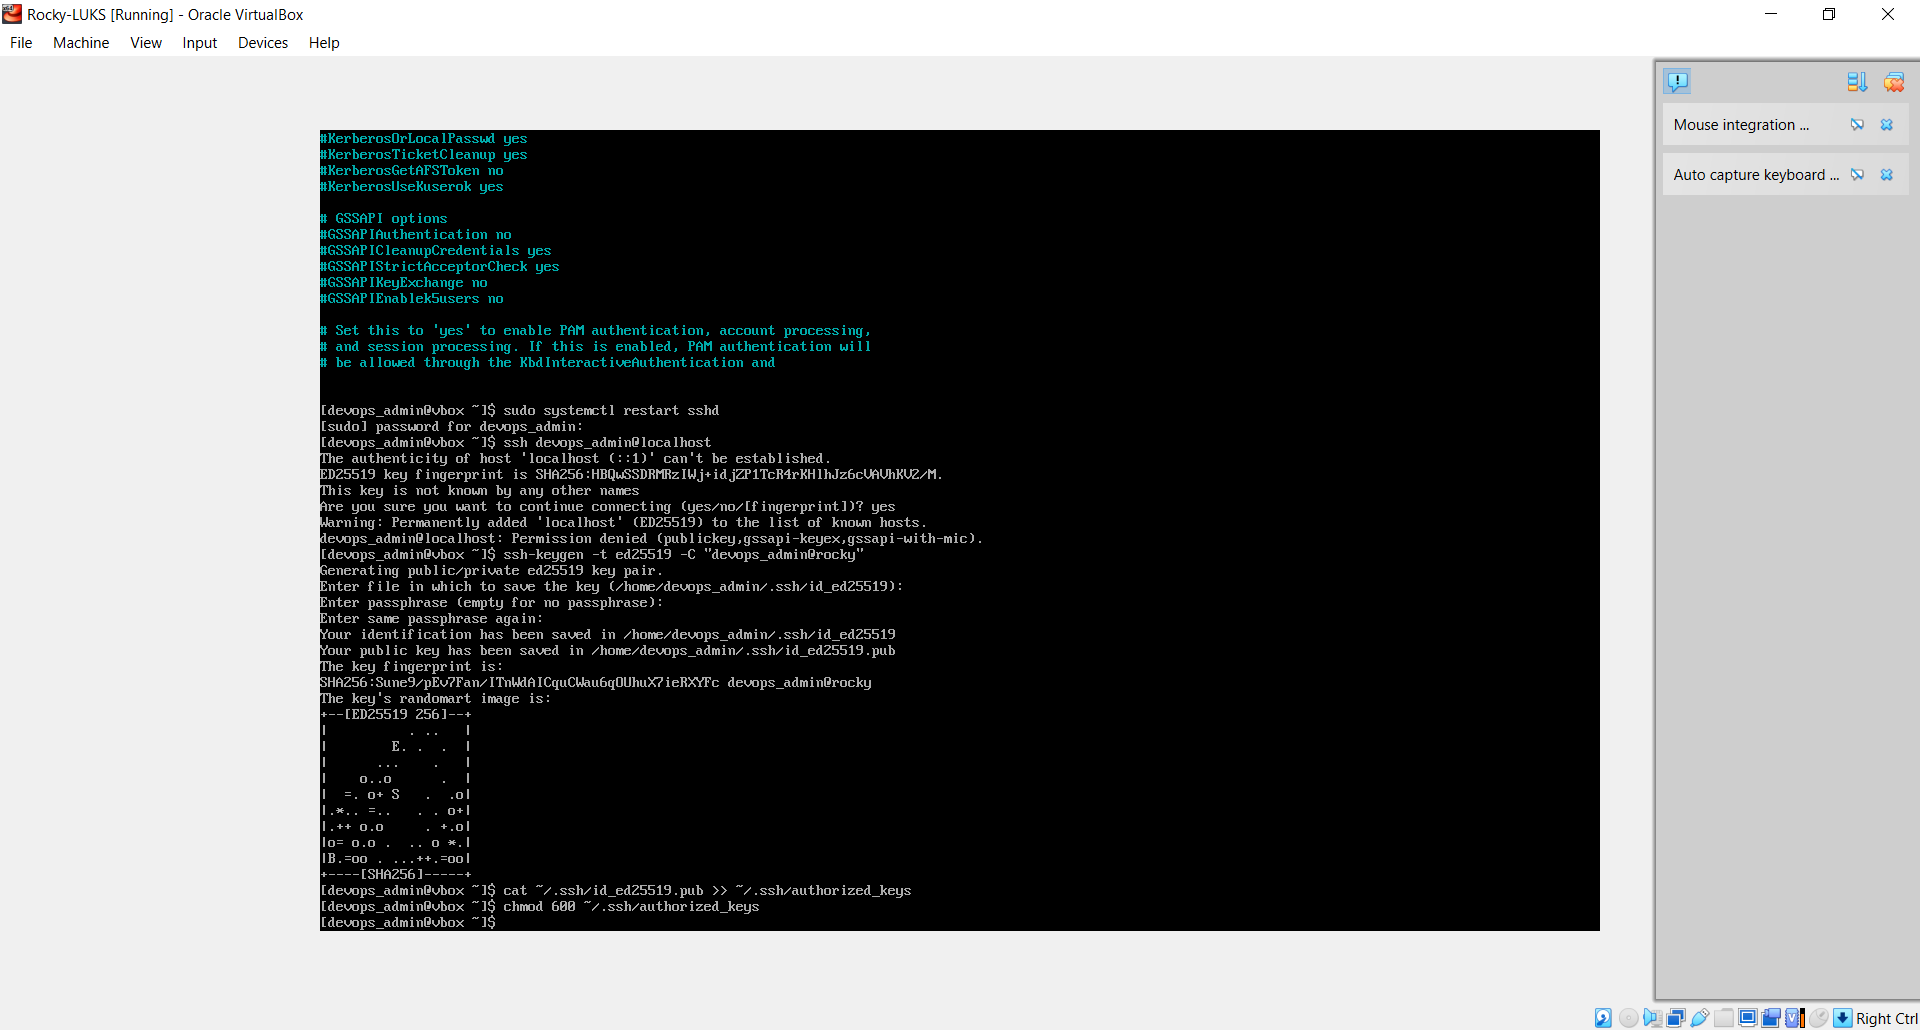 Rocky-LUKS [Running] - Oracle VirtualBox
File Machine View Input Devices Help
Mouse integration ...
Auto capture keyboard ...
#KerberosOrLocalPasswd yes
#KerberosTicketCleanup yes
#KerberosGetAFSToken no
#KerberosUseKuserok yes
# GSSAPI options
#GSSAPIAuthentication no
#GSSAPICleanupCredentials yes
#GSSAPIStrictAcceptorCheck yes
#GSSAPIKeyExchange no
#GSSAPIEnablek5users no
# Set this to 'yes' to enable PAM authentication, account processing,
# and session processing. If this is enabled, PAM authentication will
# be allowed through the KbdInteractiveAuthentication and
[devops_admin@vbox ~]$ sudo systemctl restart sshd
[sudo] password for devops_admin:
[devops_admin@vbox ~]$ ssh devops_admin@localhost
The authenticity of host 'localhost (::1)' can't be established.
ED25519 key fingerprint is SHA256:HBQwSSDRMRzIWj+idjZP1TcR4rKHlhJz6cVAVhKV2/M.
This key is not known by any other names
Are you sure you want to continue connecting (yes/no/[fingerprint])? yes
Warning: Permanently added 'localhost' (ED25519) to the list of known hosts.
devops_admin@localhost: Permission denied (publickey,gssapi-keyex,gssapi-with-mic).
[devops_admin@vbox ~]$ ssh-keygen -t ed25519 -C "devops_admin@rocky"
Generating public/private ed25519 key pair.
Enter file in which to save the key (/home/devops_admin/.ssh/id_ed25519):
Enter passphrase (empty for no passphrase):
Enter same passphrase again:
Your identification has been saved in /home/devops_admin/.ssh/id_ed25519
Your public key has been saved in /home/devops_admin/.ssh/id_ed25519.pub
The key fingerprint is:
SHA256:Sune9/pEv7Fan/ITnWdAICquCWau6qOUhuX7ieRXYFc devops_admin@rocky
The key's randomart image is:
+--[ED25519 256]--+
|          . ..   |
|        E. .  .  |
|      ...    .   |
|    o..o      .  |
|  =. o+ S   .  .o|
|.*.. =..   . . o+|
|.++ o.o     . +.o|
|o= o.o .  .. o *.|
|B.=oo . ...++.=oo|
+----[SHA256]-----+
[devops_admin@vbox ~]$ cat ~/.ssh/id_ed25519.pub >> ~/.ssh/authorized_keys
[devops_admin@vbox ~]$ chmod 600 ~/.ssh/authorized_keys
[devops_admin@vbox ~]$
Right Ctrl